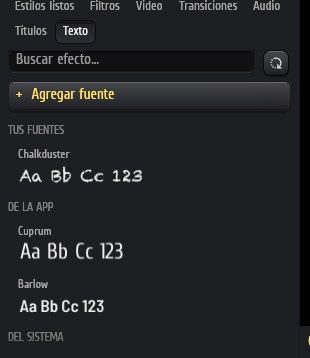 Estilos listos Filtros Video Transiciones Audio
Títulos Texto
Buscar efecto...
+ Agregar fuente
TUS FUENTES
Chalkduster
Aa Bb Cc 123
DE LA APP
Cuprum
Aa Bb Cc 123
Barlow
Aa Bb Cc 123
DEL SISTEMA